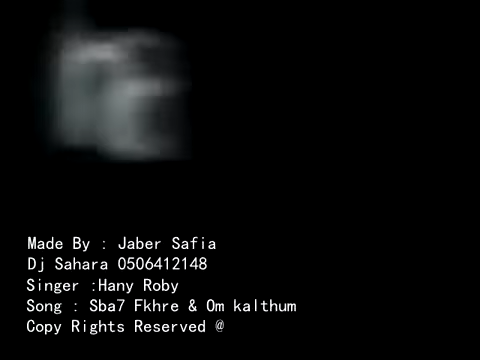 Made By : Jaber Safia
Dj Sahara 0506412148
Singer :Hany Roby
Song : Sba7 Fkhre & Om kalthum
Copy Rights Reserved @